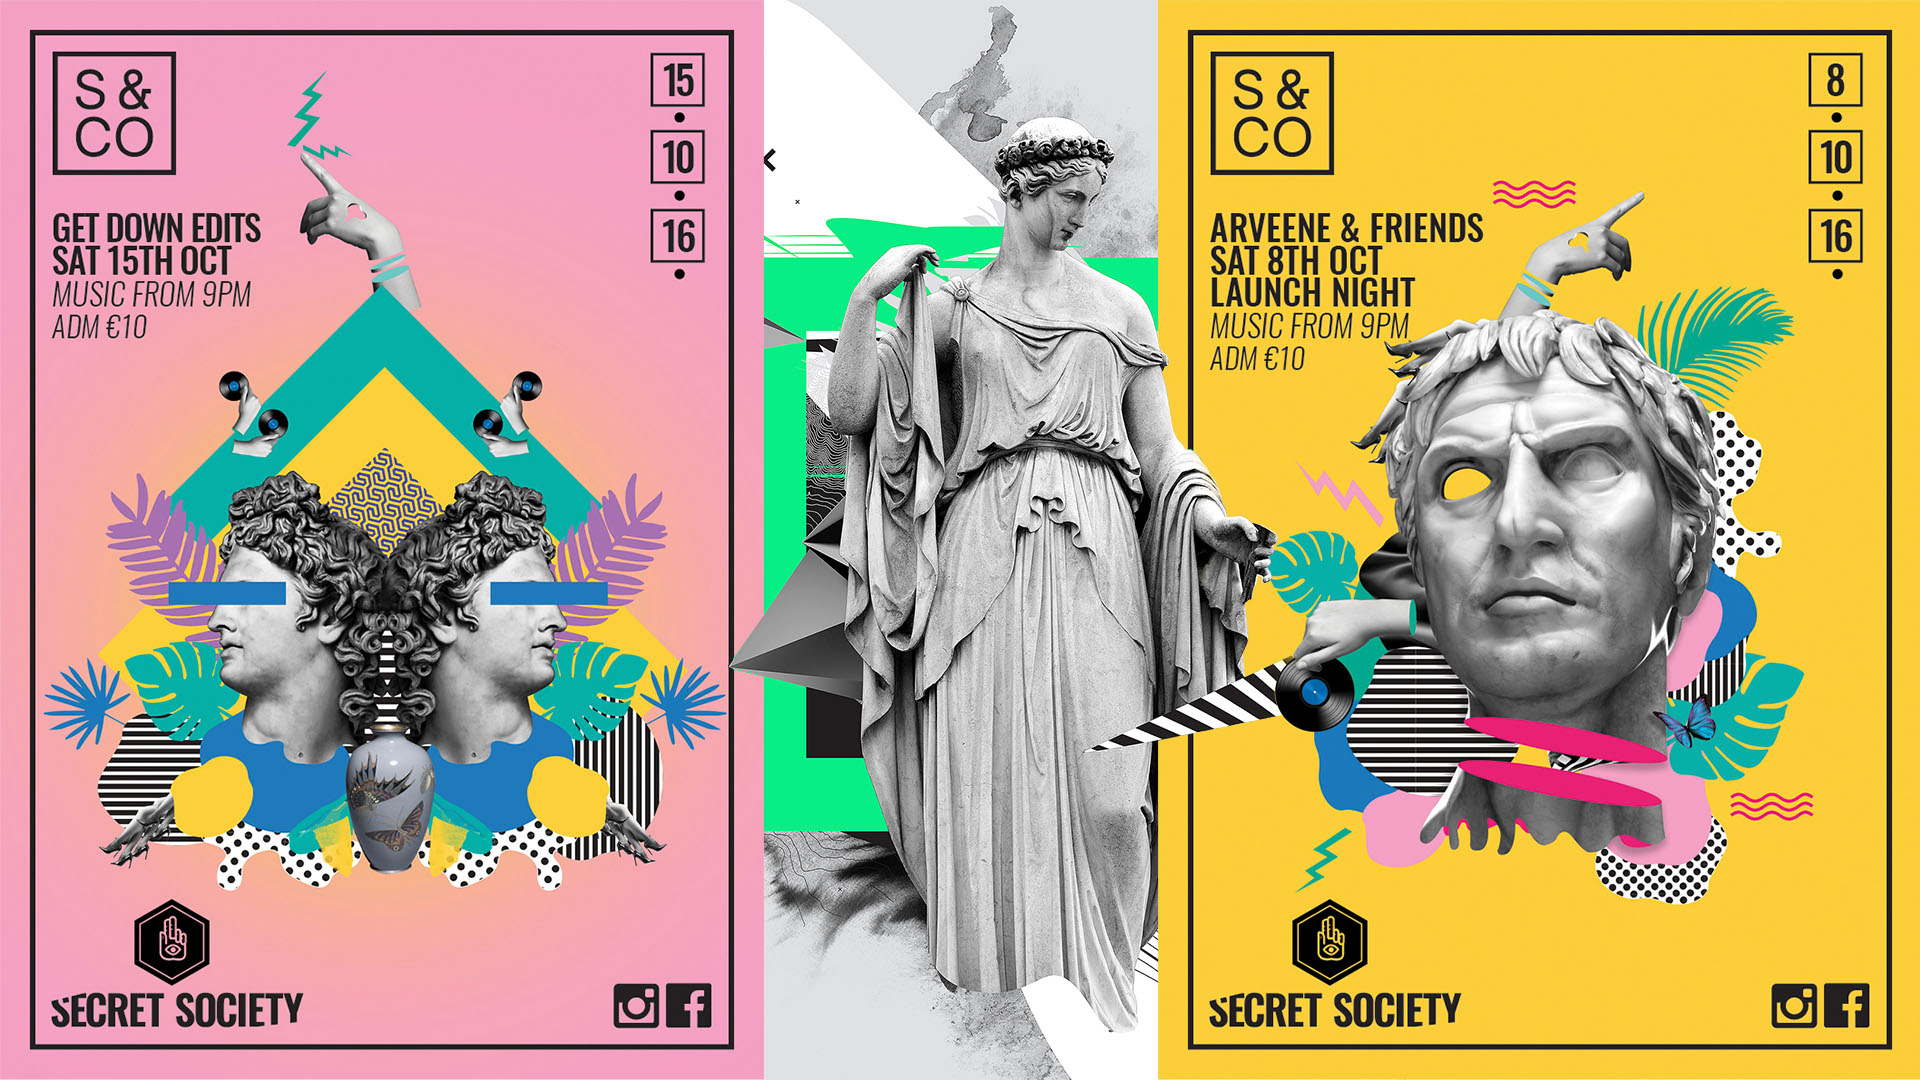 S &
CO
15
10
16
GET DOWN EDITS
SAT 15TH OCT
MUSIC FROM 9PM
ADM €10
SECRET SOCIETY
S &
CO
8
10
16
ARVEENE & FRIENDS
SAT 8TH OCT
LAUNCH NIGHT
MUSIC FROM 9PM
ADM €10
SECRET SOCIETY